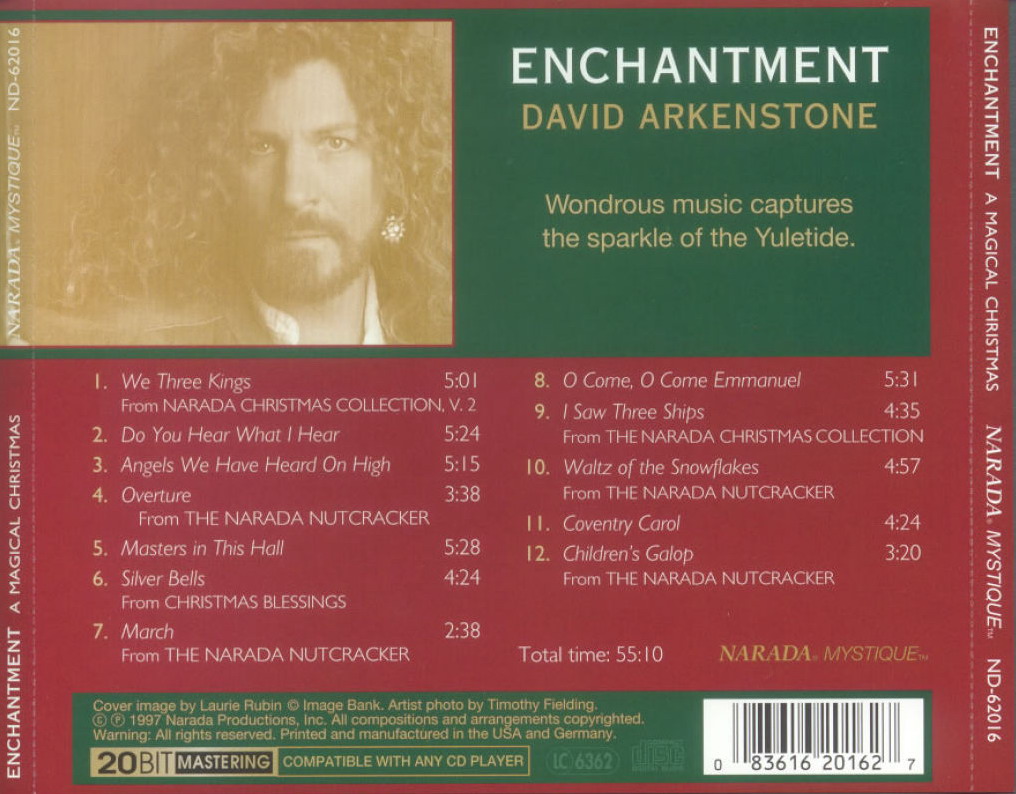 ENCHANTMENT A MAGICAL CHRISTMAS NARADA® MYSTIQUE™ ND-62016
ENCHANTMENT
DAVID ARKENSTONE
Wondrous music captures
the sparkle of the Yuletide.
1. We Three Kings 5:01
From NARADA CHRISTMAS COLLECTION, V. 2
2. Do You Hear What I Hear 5:24
3. Angels We Have Heard On High 5:15
4. Overture 3:38
From THE NARADA NUTCRACKER
5. Masters in This Hall 5:28
6. Silver Bells 4:24
From CHRISTMAS BLESSINGS
7. March 2:38
From THE NARADA NUTCRACKER
8. O Come, O Come Emmanuel 5:31
9. I Saw Three Ships 4:35
From THE NARADA CHRISTMAS COLLECTION
10. Waltz of the Snowflakes 4:57
From THE NARADA NUTCRACKER
11. Coventry Carol 4:24
12. Children's Galop 3:20
From THE NARADA NUTCRACKER
Total time: 55:10 NARADA® MYSTIQUE™
Cover image by Laurie Rubin © Image Bank. Artist photo by Timothy Fielding.
© ℗ 1997 Narada Productions, Inc. All compositions and arrangements copyrighted.
Warning: All rights reserved. Printed and manufactured in the USA and Germany.
20BIT MASTERING COMPATIBLE WITH ANY CD PLAYER
LC 6362
COMPACT disc DIGITAL AUDIO
0 83616 20162 7
ENCHANTMENT A MAGICAL CHRISTMAS NARADA® MYSTIQUE™ ND-62016